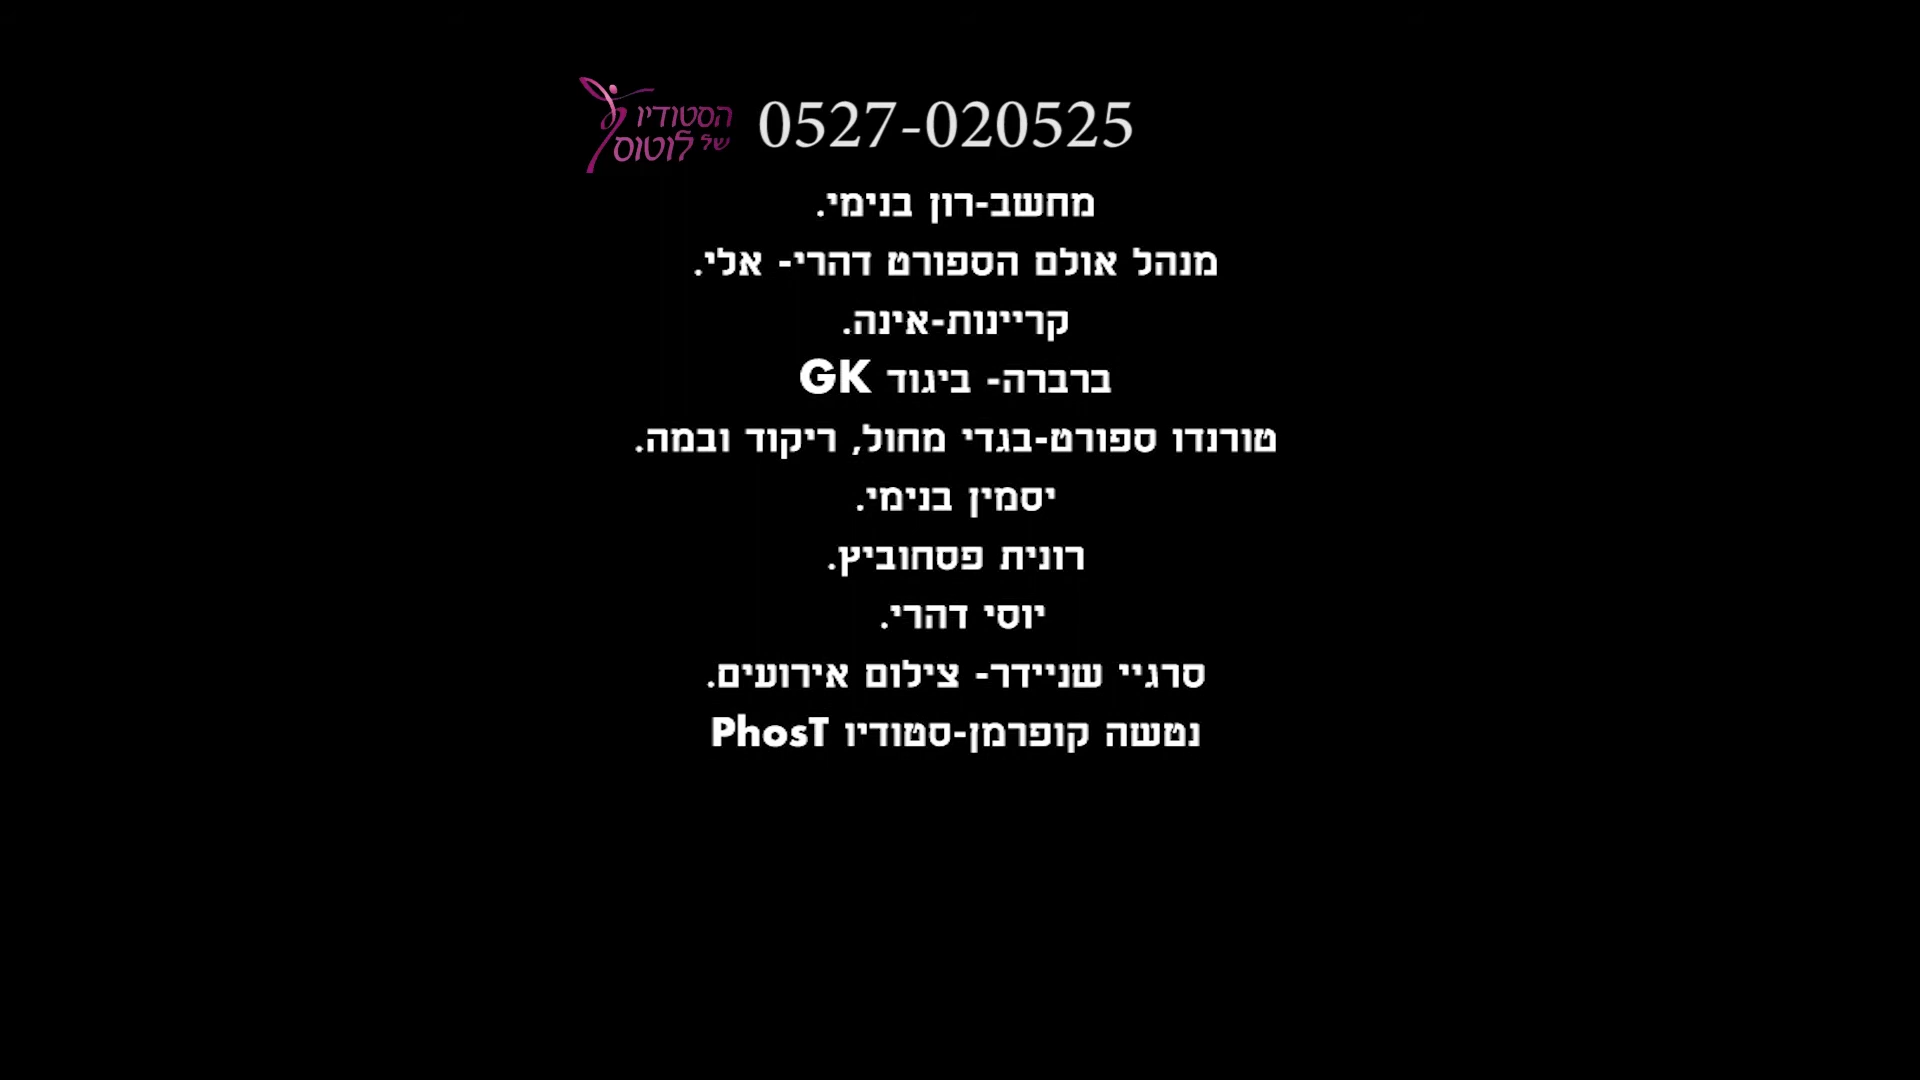 הסטודיו
של לוטוס
0527-020525
מחשב-רון בנימי.
מנהל אולם הספורט דהרי- אלי.
קריינות-אינה.
ברברה- ביגוד GK
טורנדו ספורט-בגדי מחול, ריקוד ובמה.
יסמין בנימי.
רונית פסחוביץ.
יוסי דהרי.
סרגיי שניידר- צילום אירועים.
נטשה קופרמן-סטודיו PhosT